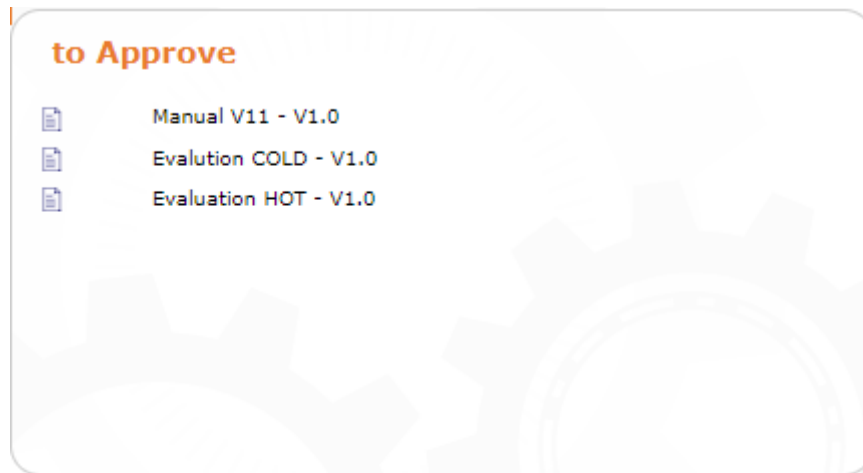 to Approve
Manual V11 - V1.0
Evalution COLD - V1.0
Evaluation HOT - V1.0